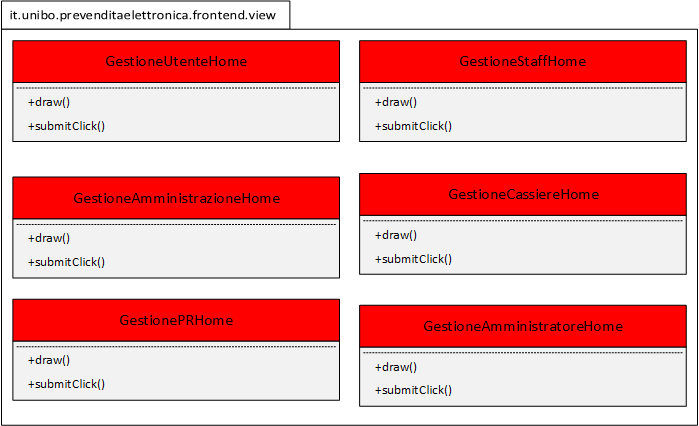 it.unibo.prevenditaelettronica.frontend.view
GestioneUtenteHome
+draw()
+submitClick()
GestioneStaffHome
+draw()
+submitClick()
GestioneAmministrazioneHome
+draw()
+submitClick()
GestioneCassiereHome
+draw()
+submitClick()
GestionePRHome
+draw()
+submitClick()
GestioneAmministratoreHome
+draw()
+submitClick()